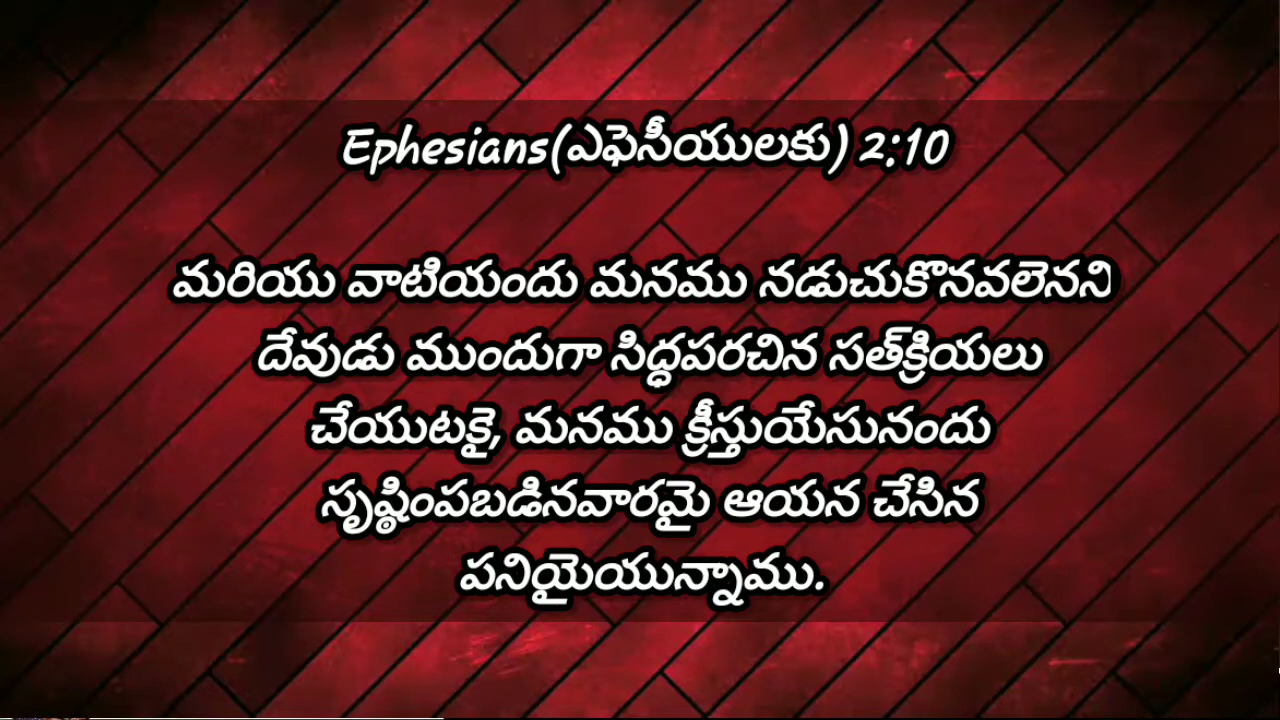 Ephesians(ఎఫెసీయులకు) 2:10
మరియు వాటియందు మనము నడుచుకొనవలెనని
దేవుడు ముందుగా సిద్ధపరచిన సత్‌క్రియలు
చేయుటకై, మనము క్రీస్తుయేసునందు
సృష్ఠింపబడినవారమై ఆయన చేసిన
పనియైయున్నాము.